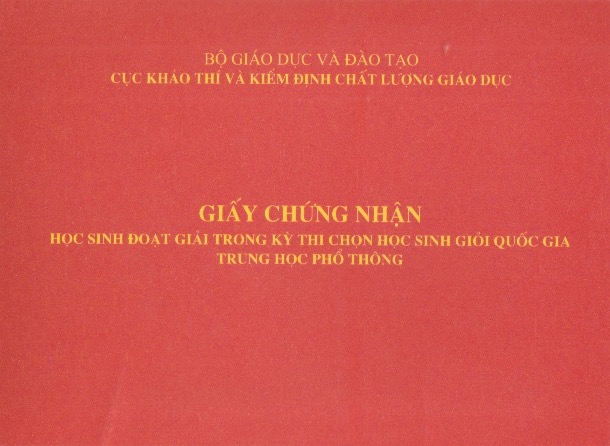 BỘ GIÁO DỤC VÀ ĐÀO TẠO
CỤC KHẢO THÍ VÀ KIỂM ĐỊNH CHẤT LƯỢNG GIÁO DỤC
GIẤY CHỨNG NHẬN
HỌC SINH ĐOẠT GIẢI TRONG KỲ THI CHỌN HỌC SINH GIỎI QUỐC GIA
TRUNG HỌC PHỔ THÔNG